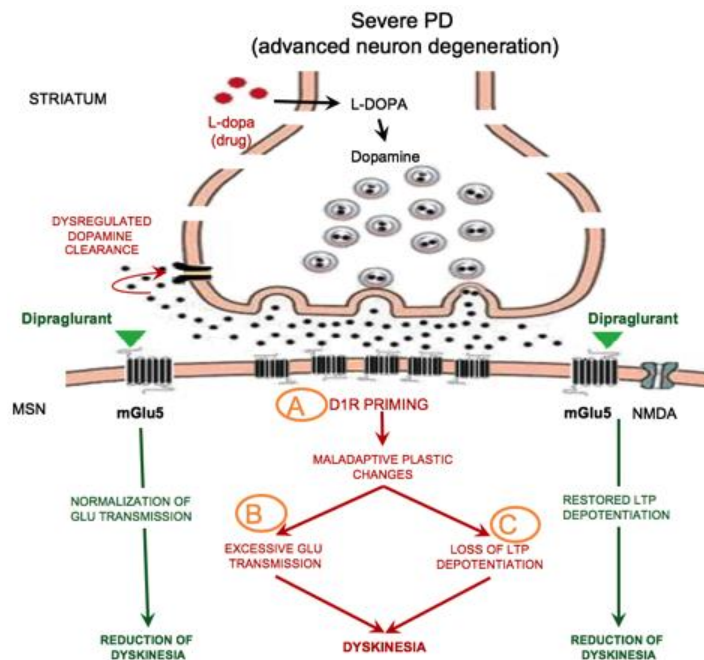 Severe PD
(advanced neuron degeneration)
STRIATUM
L-dopa
(drug)
L-DOPA
Dopamine
DYSREGULATED
DOPAMINE
CLEARANCE
Dipraglurant
Dipraglurant
MSN
mGlu5
A
D1R PRIMING
mGlu5
NMDA
MALADAPTIVE PLASTIC
CHANGES
NORMALIZATION OF
GLU TRANSMISSION
B
EXCESSIVE GLU
TRANSMISSION
C
LOSS OF LTP
DEPOTENTIATION
RESTORED LTP
DEPOTENTIATION
REDUCTION OF
DYSKINESIA
DYSKINESIA
REDUCTION OF
DYSKINESIA